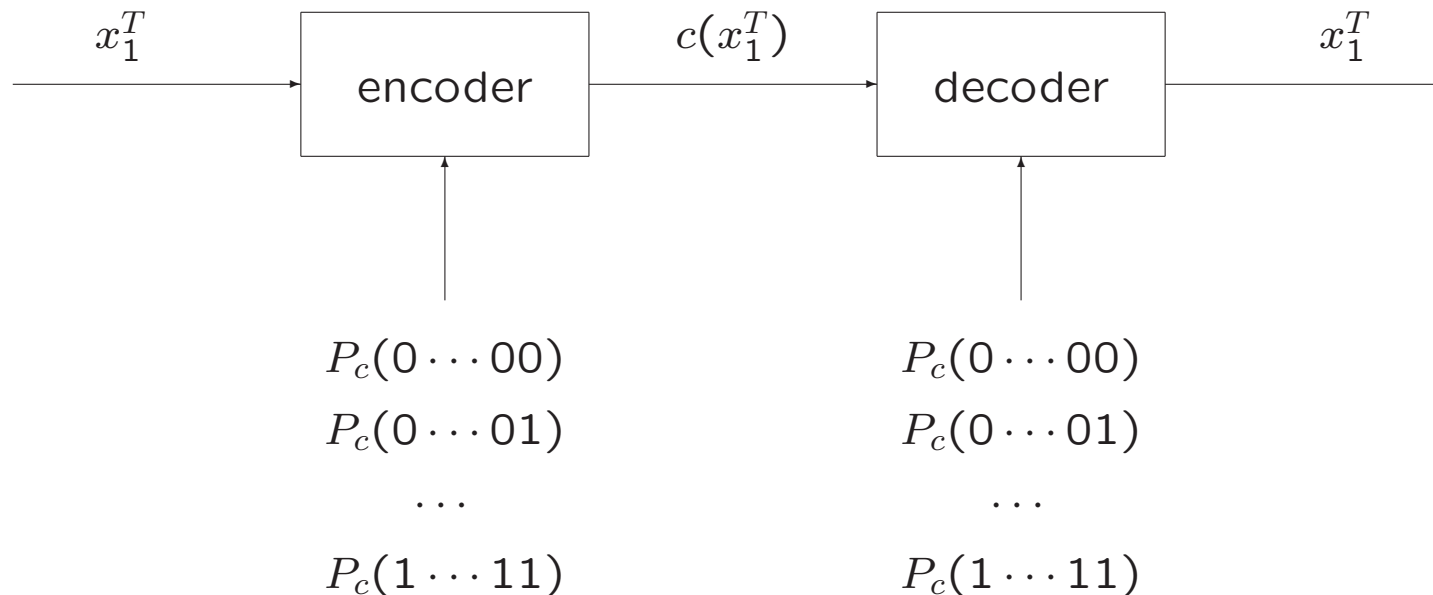 x_1^T c(x_1^T) x_1^T
encoder decoder
P_c(0 ⋯ 00) P_c(0 ⋯ 00)
P_c(0 ⋯ 01) P_c(0 ⋯ 01)
⋯ ⋯
P_c(1 ⋯ 11) P_c(1 ⋯ 11)